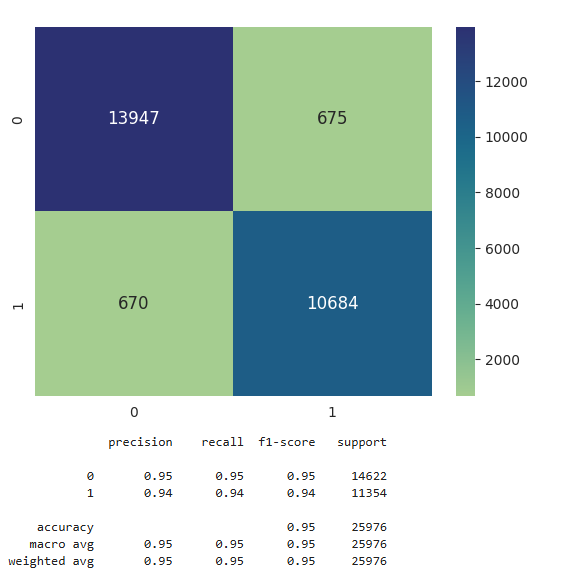 12000
0 13947 675
10000
8000
6000
1 670 10684
4000
2000
0 1
precision recall f1-score support
0 0.95 0.95 0.95 14622
1 0.94 0.94 0.94 11354
accuracy 0.95 25976
macro avg 0.95 0.95 0.95 25976
weighted avg 0.95 0.95 0.95 25976